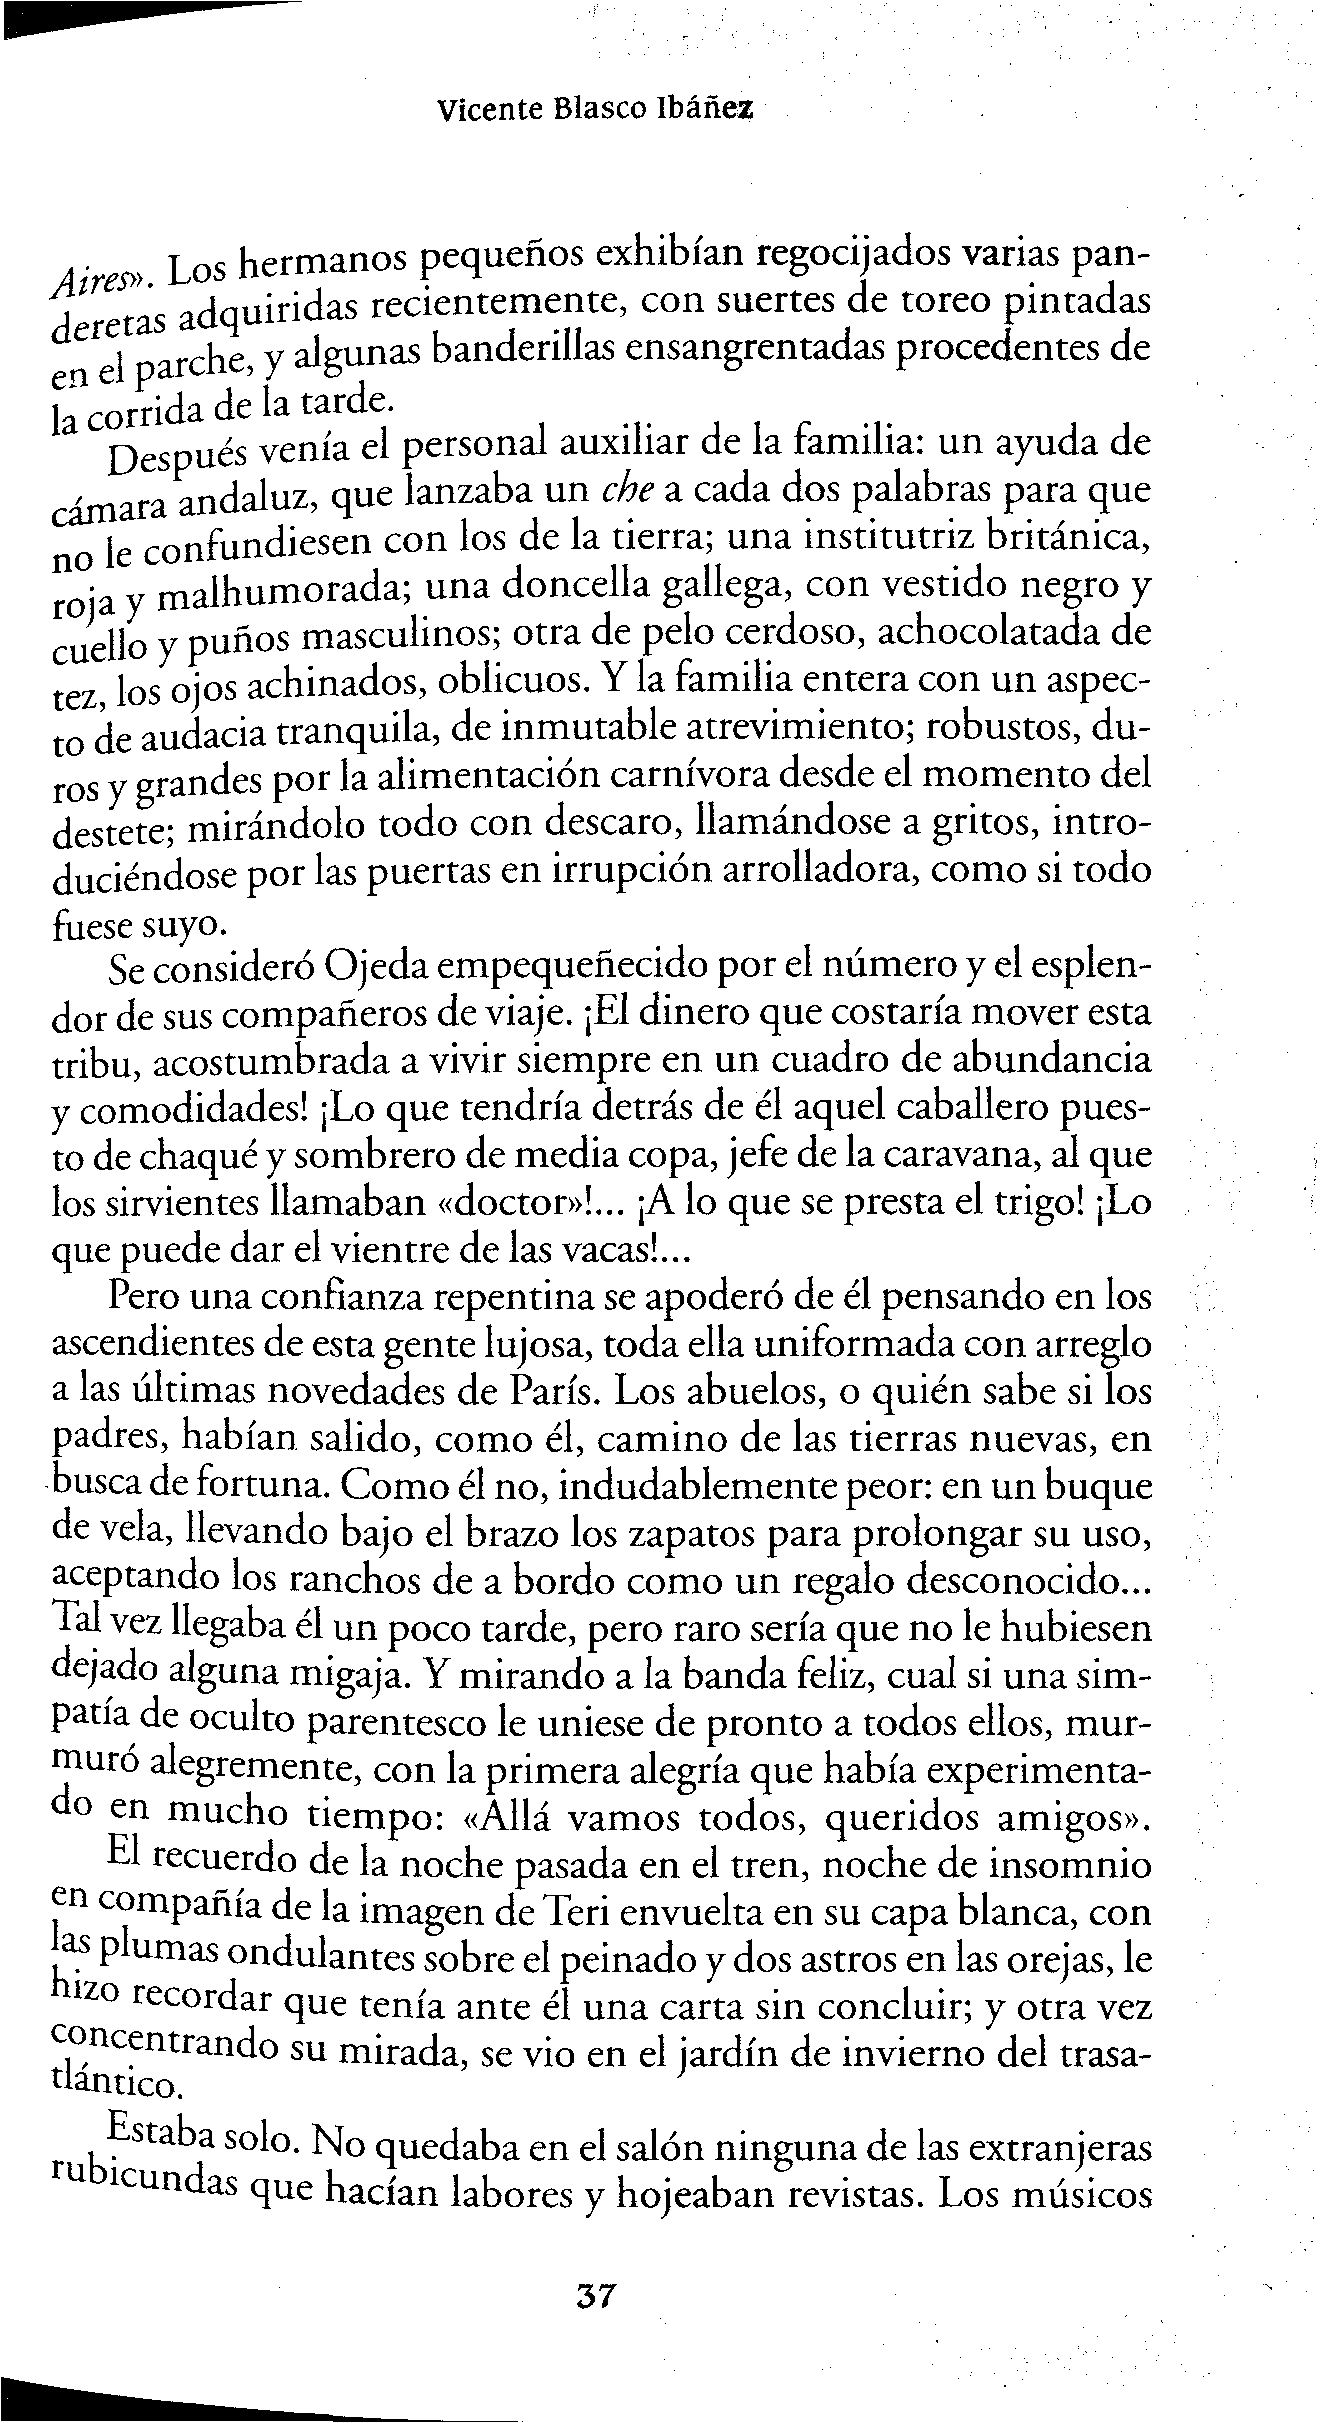 Vicente Blasco Ibáñez
Aires». Los hermanos pequeños exhibían regocijados varias pan-
deretas adquiridas recientemente, con suertes de toreo pintadas
en el parche, y algunas banderillas ensangrentadas procedentes de
la corrida de la tarde.
Después venía el personal auxiliar de la familia: un ayuda de
cámara andaluz, que lanzaba un che a cada dos palabras para que
no le confundiesen con los de la tierra; una institutriz británica,
roja y malhumorada; una doncella gallega, con vestido negro y
cuello y puños masculinos; otra de pelo cerdoso, achocolatada de
tez, los ojos achinados, oblicuos. Y la familia entera con un aspec-
to de audacia tranquila, de inmutable atrevimiento; robustos, du-
ros y grandes por la alimentación carnívora desde el momento del
destete; mirándolo todo con descaro, llamándose a gritos, intro-
duciéndose por las puertas en irrupción arrolladora, como si todo
fuese suyo.
Se consideró Ojeda empequeñecido por el número y el esplen-
dor de sus compañeros de viaje. ¡El dinero que costaría mover esta
tribu, acostumbrada a vivir siempre en un cuadro de abundancia
y comodidades! ¡Lo que tendría detrás de él aquel caballero pues-
to de chaqué y sombrero de media copa, jefe de la caravana, al que
los sirvientes llamaban «doctor»!... ¡A lo que se presta el trigo! ¡Lo
que puede dar el vientre de las vacas!...
Pero una confianza repentina se apoderó de él pensando en los
ascendientes de esta gente lujosa, toda ella uniformada con arreglo
a las últimas novedades de París. Los abuelos, o quién sabe si los
padres, habían salido, como él, camino de las tierras nuevas, en
busca de fortuna. Como él no, indudablemente peor: en un buque
de vela, llevando bajo el brazo los zapatos para prolongar su uso,
aceptando los ranchos de a bordo como un regalo desconocido...
Tal vez llegaba él un poco tarde, pero raro sería que no le hubiesen
dejado alguna migaja. Y mirando a la banda feliz, cual si una sim-
patía de oculto parentesco le uniese de pronto a todos ellos, mur-
muró alegremente, con la primera alegría que había experimenta-
do en mucho tiempo: «Allá vamos todos, queridos amigos».
El recuerdo de la noche pasada en el tren, noche de insomnio
en compañía de la imagen de Teri envuelta en su capa blanca, con
las plumas ondulantes sobre el peinado y dos astros en las orejas, le
hizo recordar que tenía ante él una carta sin concluir; y otra vez
concentrando su mirada, se vio en el jardín de invierno del trasa-
tlántico.
Estaba solo. No quedaba en el salón ninguna de las extranjeras
rubicundas que hacían labores y hojeaban revistas. Los músicos
37